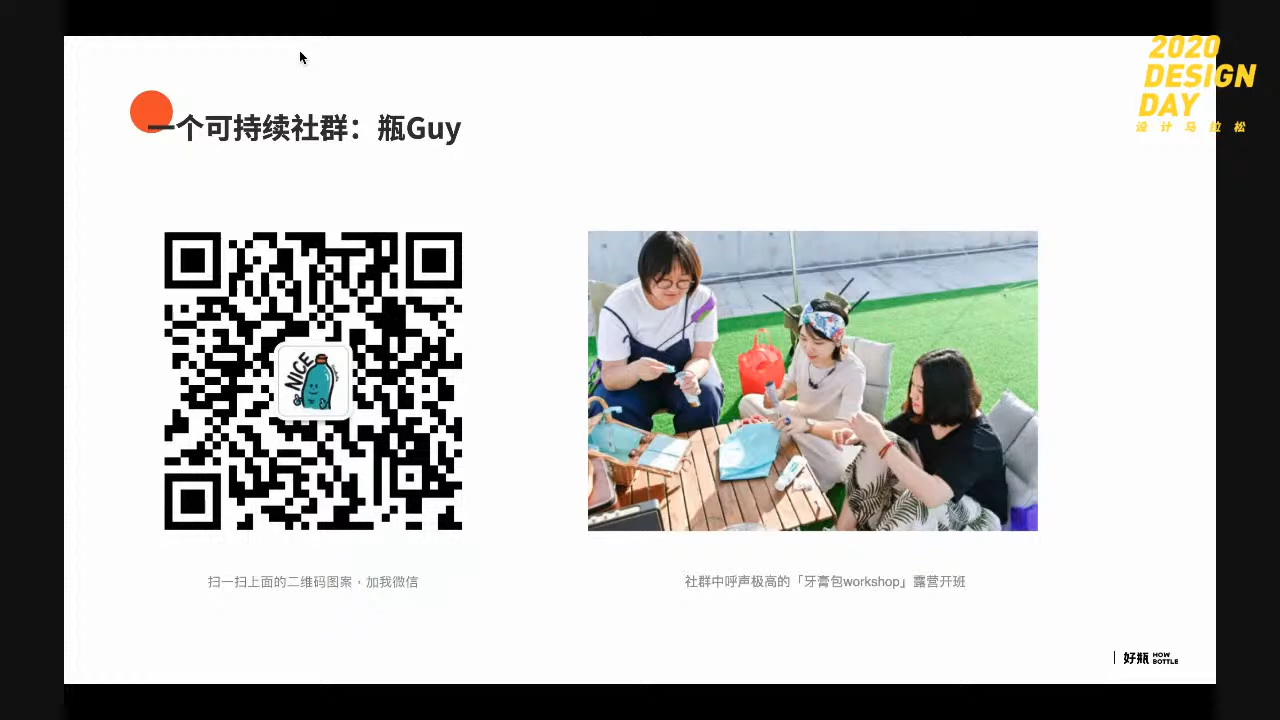 2020
DESIGN
DAY
设计马拉松
一个可持续社群：瓶Guy
NICE
扫一扫上面的二维码图案，加我微信
社群中呼声极高的「牙膏包workshop」露营开班
好瓶 HOW
BOTTLE